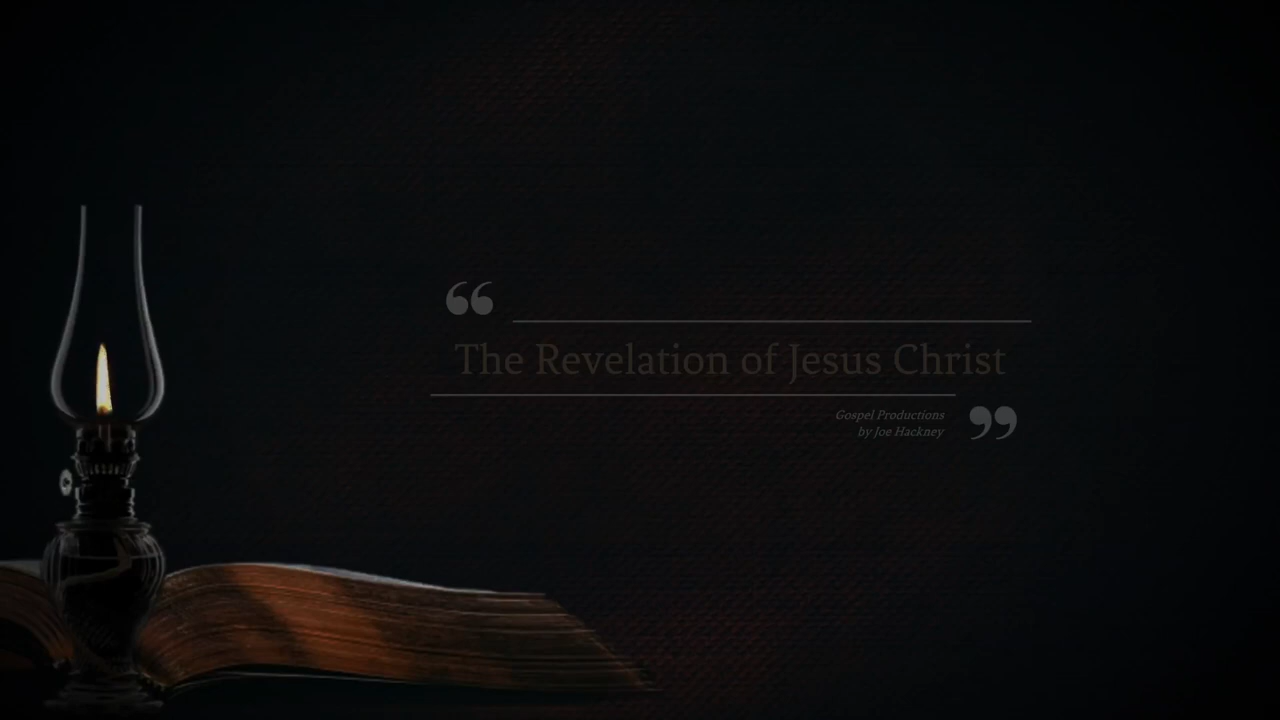 “
The Revelation of Jesus Christ
Gospel Productions
by Joe Hackney
”